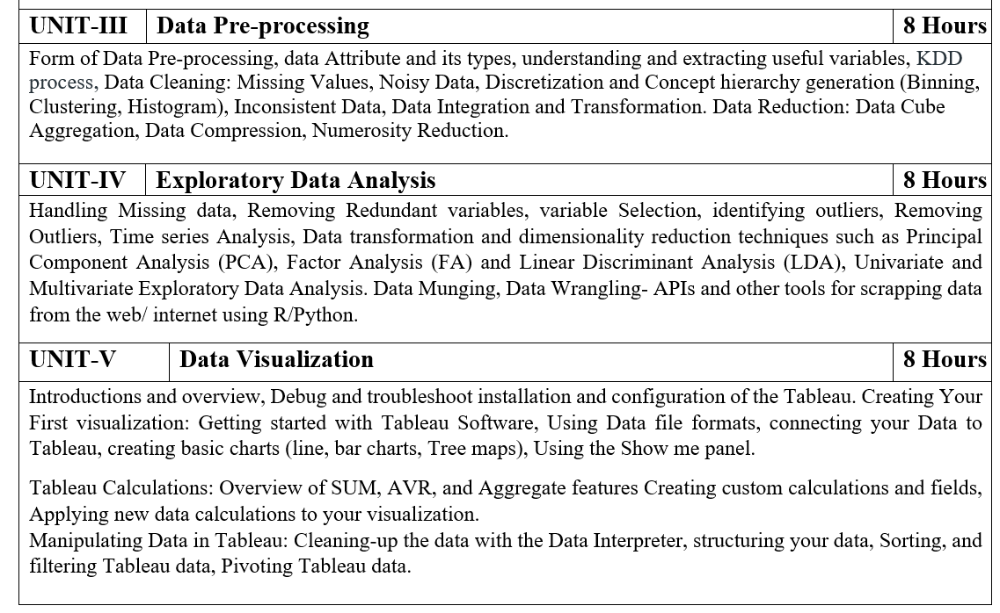 UNIT-III Data Pre-processing 8 Hours
Form of Data Pre-processing, data Attribute and its types, understanding and extracting useful variables, KDD
process, Data Cleaning: Missing Values, Noisy Data, Discretization and Concept hierarchy generation (Binning,
Clustering, Histogram), Inconsistent Data, Data Integration and Transformation. Data Reduction: Data Cube
Aggregation, Data Compression, Numerosity Reduction.
UNIT-IV Exploratory Data Analysis 8 Hours
Handling Missing data, Removing Redundant variables, variable Selection, identifying outliers, Removing
Outliers, Time series Analysis, Data transformation and dimensionality reduction techniques such as Principal
Component Analysis (PCA), Factor Analysis (FA) and Linear Discriminant Analysis (LDA), Univariate and
Multivariate Exploratory Data Analysis. Data Munging, Data Wrangling- APIs and other tools for scrapping data
from the web/ internet using R/Python.
UNIT-V Data Visualization 8 Hours
Introductions and overview, Debug and troubleshoot installation and configuration of the Tableau. Creating Your
First visualization: Getting started with Tableau Software, Using Data file formats, connecting your Data to
Tableau, creating basic charts (line, bar charts, Tree maps), Using the Show me panel.
Tableau Calculations: Overview of SUM, AVR, and Aggregate features Creating custom calculations and fields,
Applying new data calculations to your visualization.
Manipulating Data in Tableau: Cleaning-up the data with the Data Interpreter, structuring your data, Sorting, and
filtering Tableau data, Pivoting Tableau data.